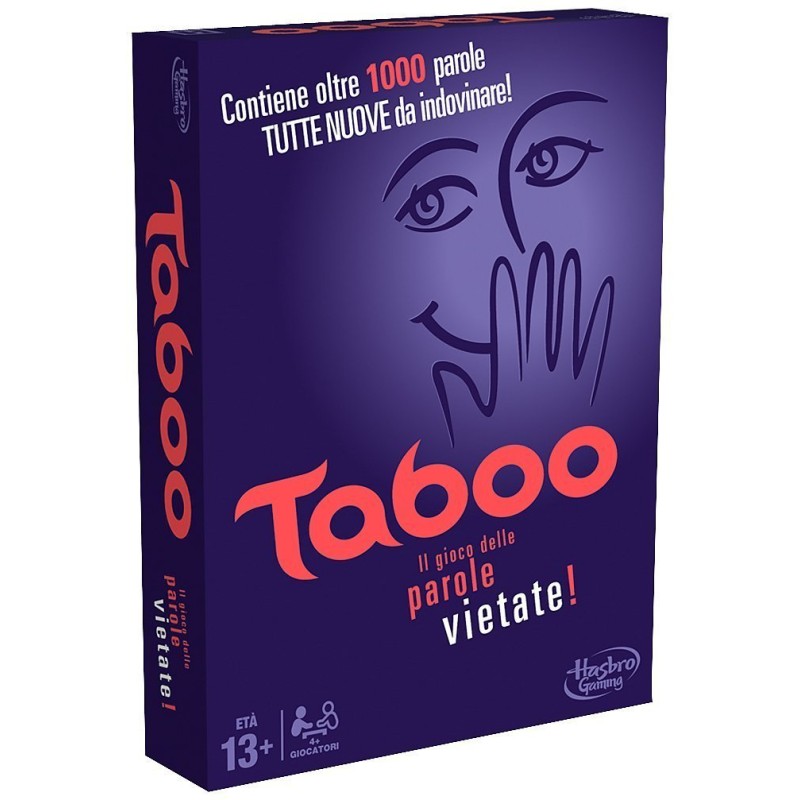 Taboo
Contiene oltre 1000 parole
TUTTE NUOVE da indovinare!
Hasbro
Gaming
Taboo
Il gioco delle
parole
vietate!
Taboo
Il gioco delle
parole
vietate!
ETÀ
13+
4+
GIOCATORI
Hasbro
Gaming